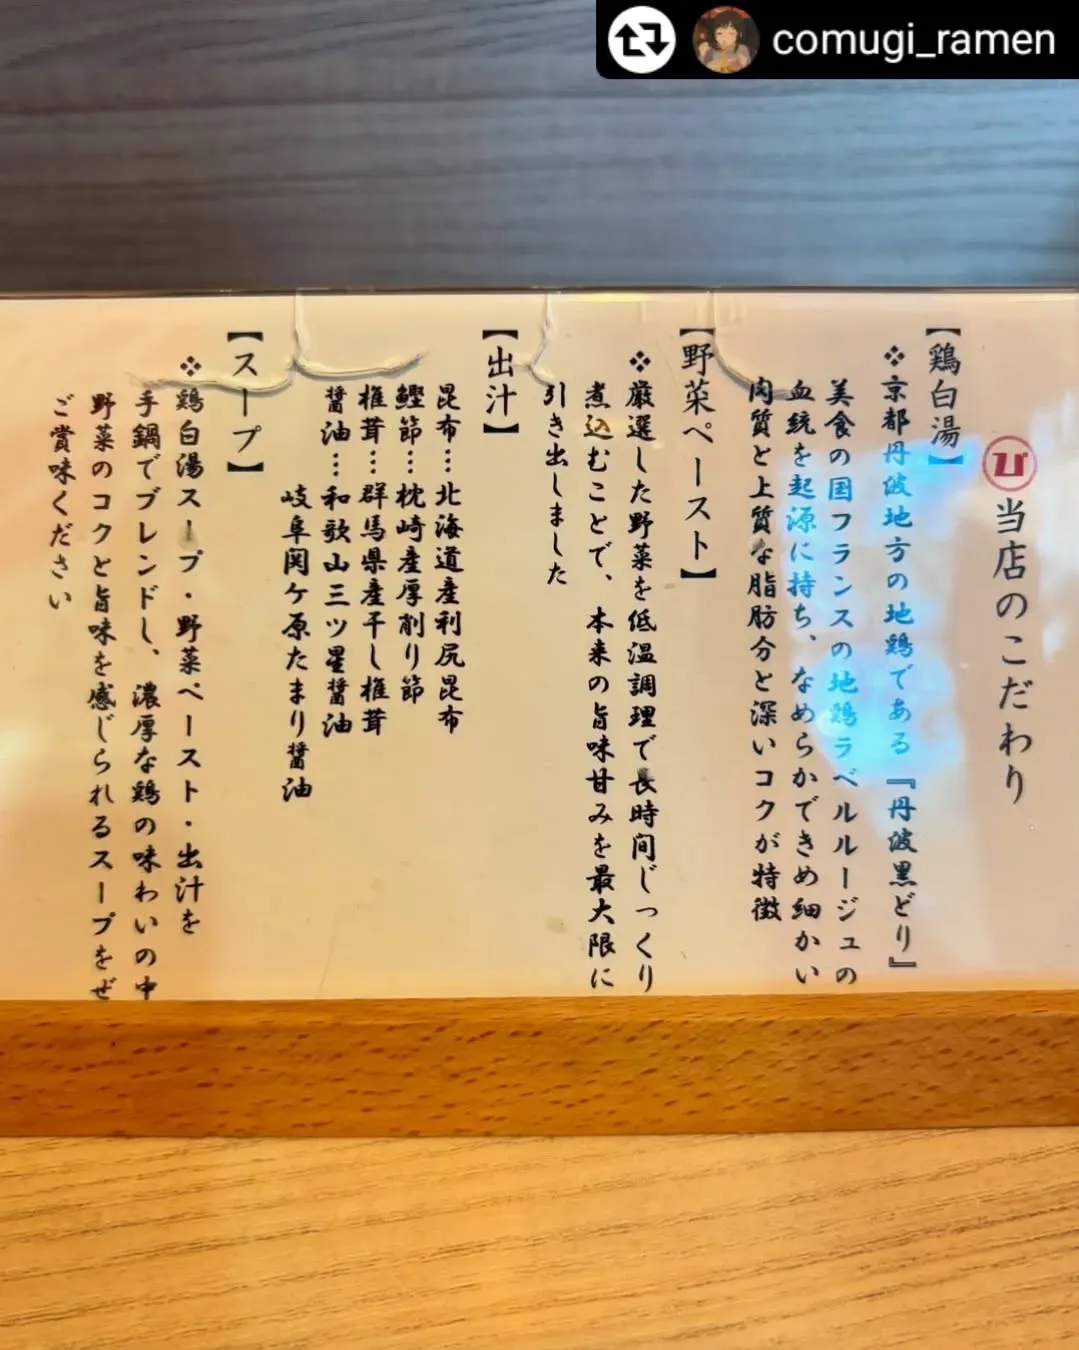 comugi_ramen
び 当店のこだわり
【鶏白湯】
❖京都丹波地方の地鶏である『丹波黒どり』
美食の国フランスの地鶏ラベルルージュの
血統を起源に持ち、なめらかできめ細かい
肉質と上質な脂肪分と深いコクが特徴
【野菜ペースト】
❖厳選した野菜を低温調理で長時間じっくり
煮込むことで、本来の旨味甘みを最大限に
引き出しました
【出汁】
昆布…北海道産利尻昆布
鰹節…枕崎産厚削り節
椎茸…群馬県産干し椎茸
醤油…和歌山三ツ星醤油
岐阜関ケ原たまり醤油
【スープ】
❖鶏白湯スープ・野菜ペースト・出汁を
手鍋でブレンドし、濃厚な鶏の味わいの中
野菜のコクと旨味を感じられるスープをぜ
ご賞味ください